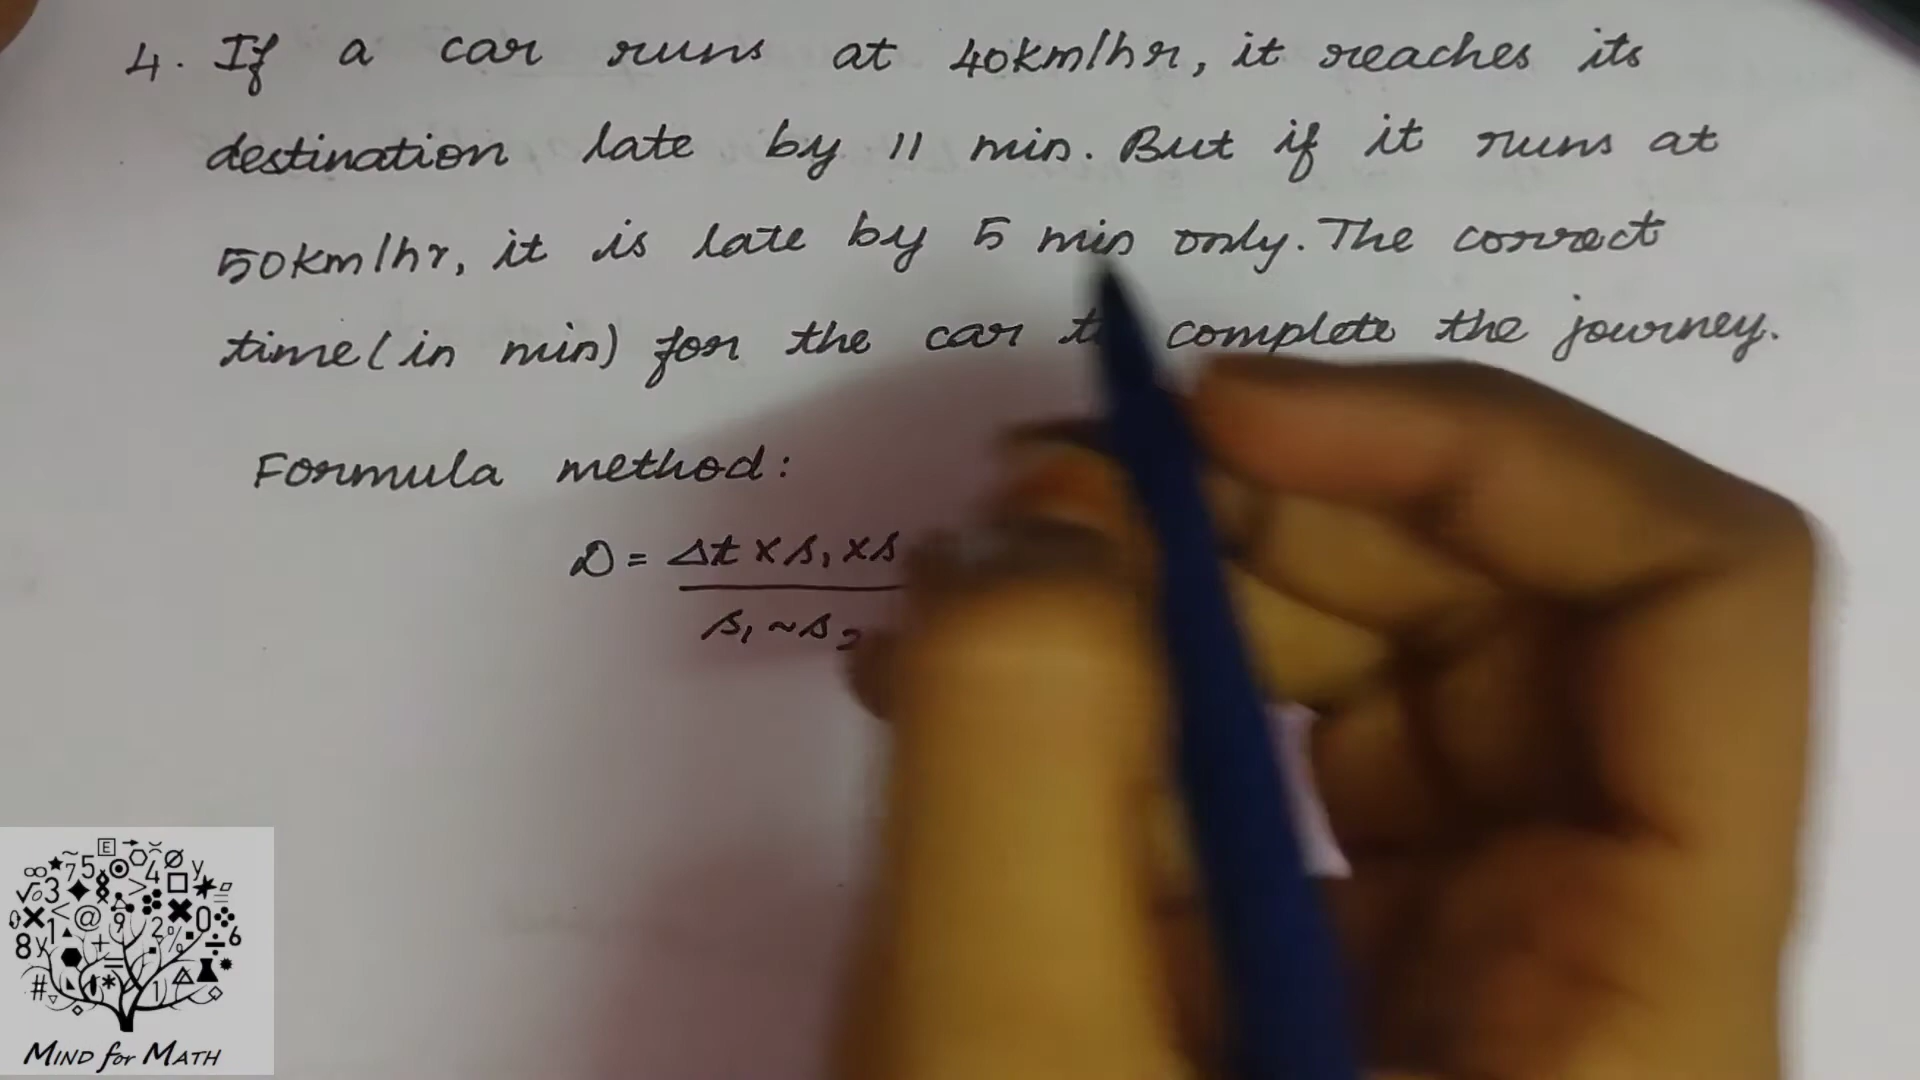 4. If a car runs at 40km/hr, it reaches its
destination late by 11 min. But if it runs at
50km/hr, it is late by 5 min only. The correct
time (in min) for the car complete the journey.
Formula method:
D = Δt × s₁ × s
s₁ ~ s₂
MIND for MATH